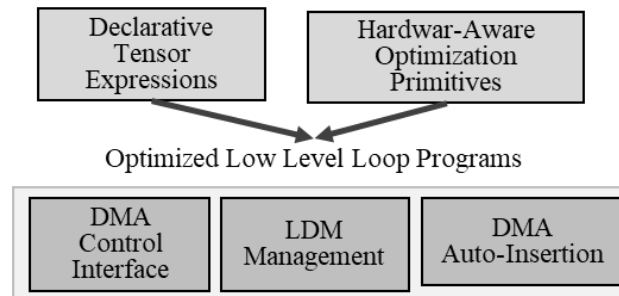 Declarative
Tensor
Expressions
Hardwar-Aware
Optimization
Primitives
Optimized Low Level Loop Programs
DMA
Control
Interface
LDM
Management
DMA
Auto-Insertion